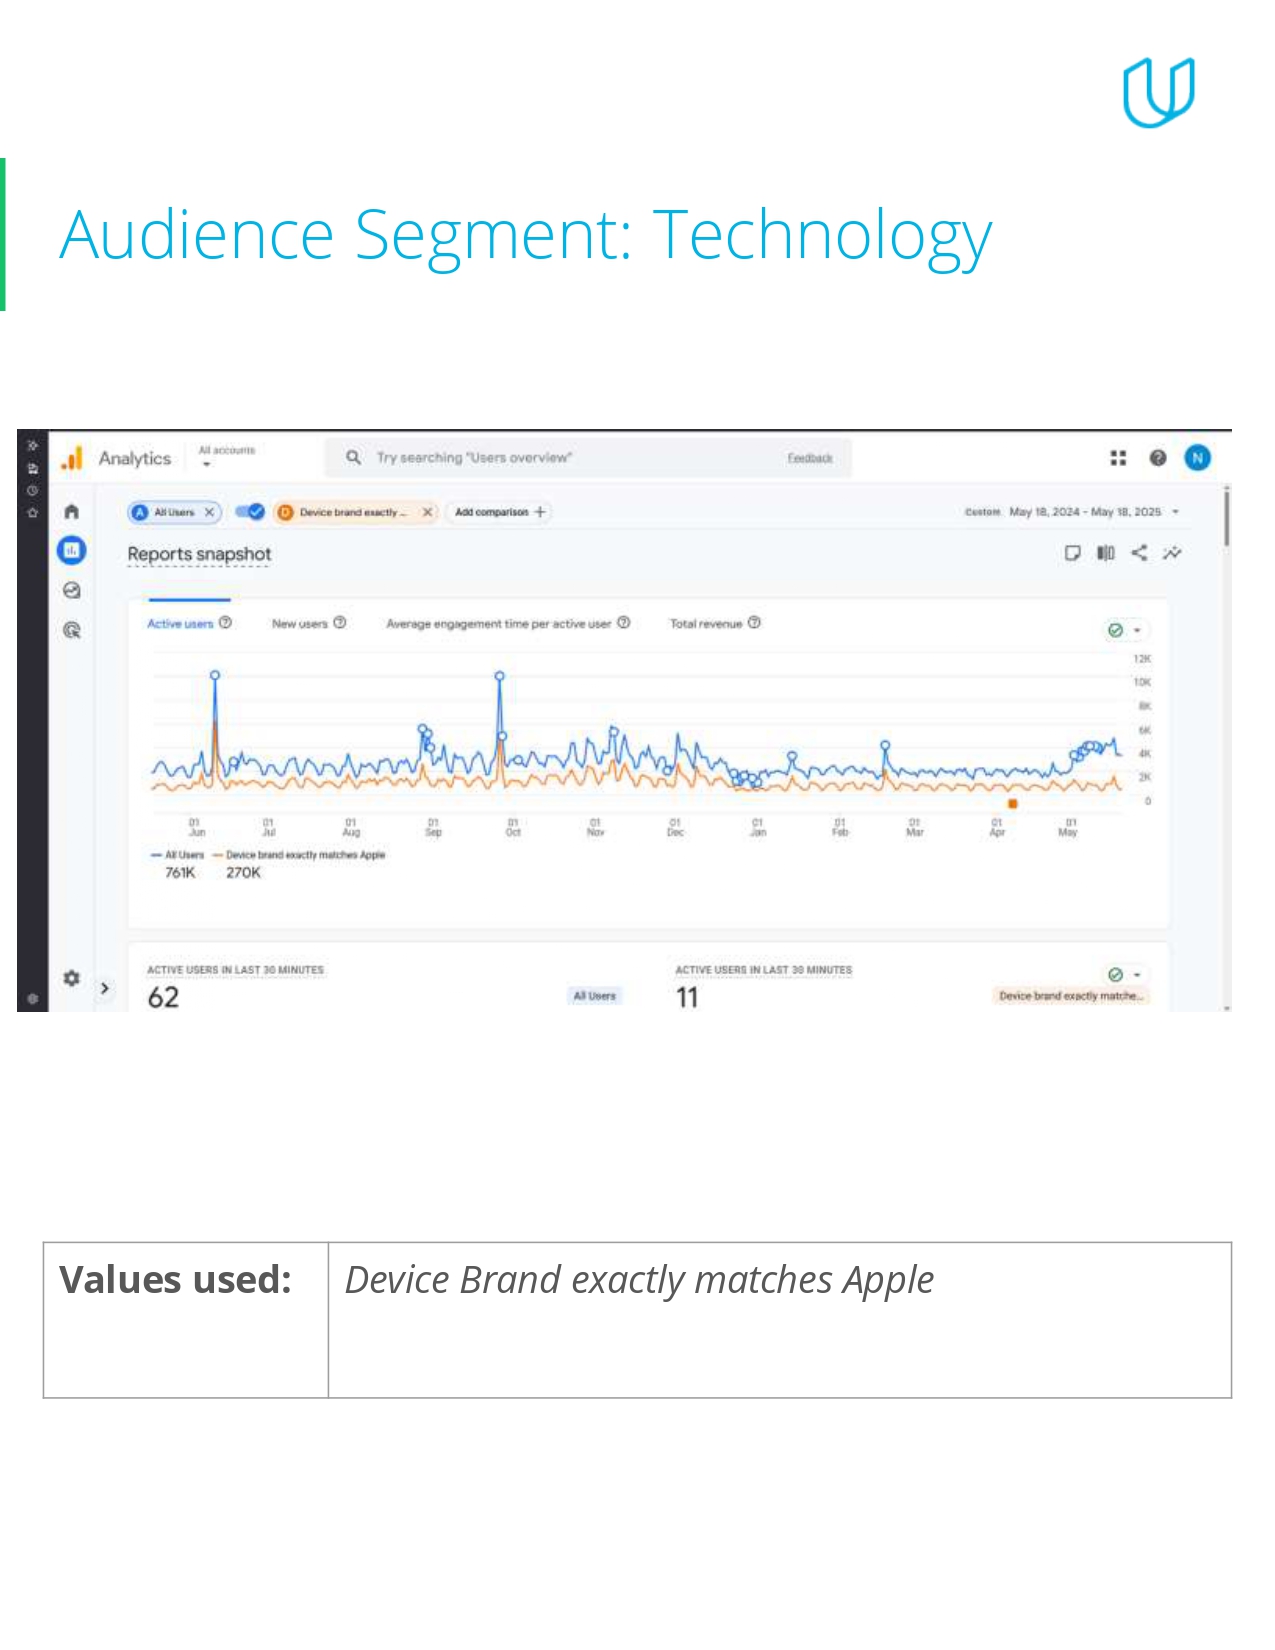 Audience Segment: Technology
Analytics
All accounts
Try searching "Users overview"
Feedback
N
A All Users
D Device brand exactly ...
Add comparison
Custom May 18, 2024 - May 18, 2025
Reports snapshot
Active users
New users
Average engagement time per active user
Total revenue
12K
10K
8K
6K
4K
2K
0
01 Jun
01 Jul
01 Aug
01 Sep
01 Oct
01 Nov
01 Dec
01 Jan
01 Feb
01 Mar
01 Apr
01 May
All Users
Device brand exactly matches Apple
761K
270K
ACTIVE USERS IN LAST 30 MINUTES
62
All Users
ACTIVE USERS IN LAST 30 MINUTES
11
Device brand exactly matche...
Values used:
Device Brand exactly matches Apple